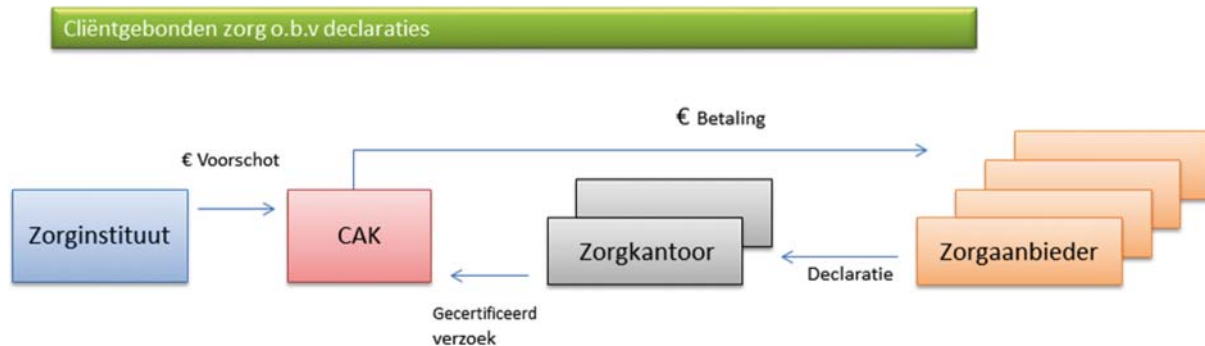 Cliëntgebonden zorg o.b.v declaraties
€ Betaling
€ Voorschot
Zorginstituut
CAK
Zorgkantoor
Zorgaanbieder
Declaratie
Gecertificeerd
verzoek